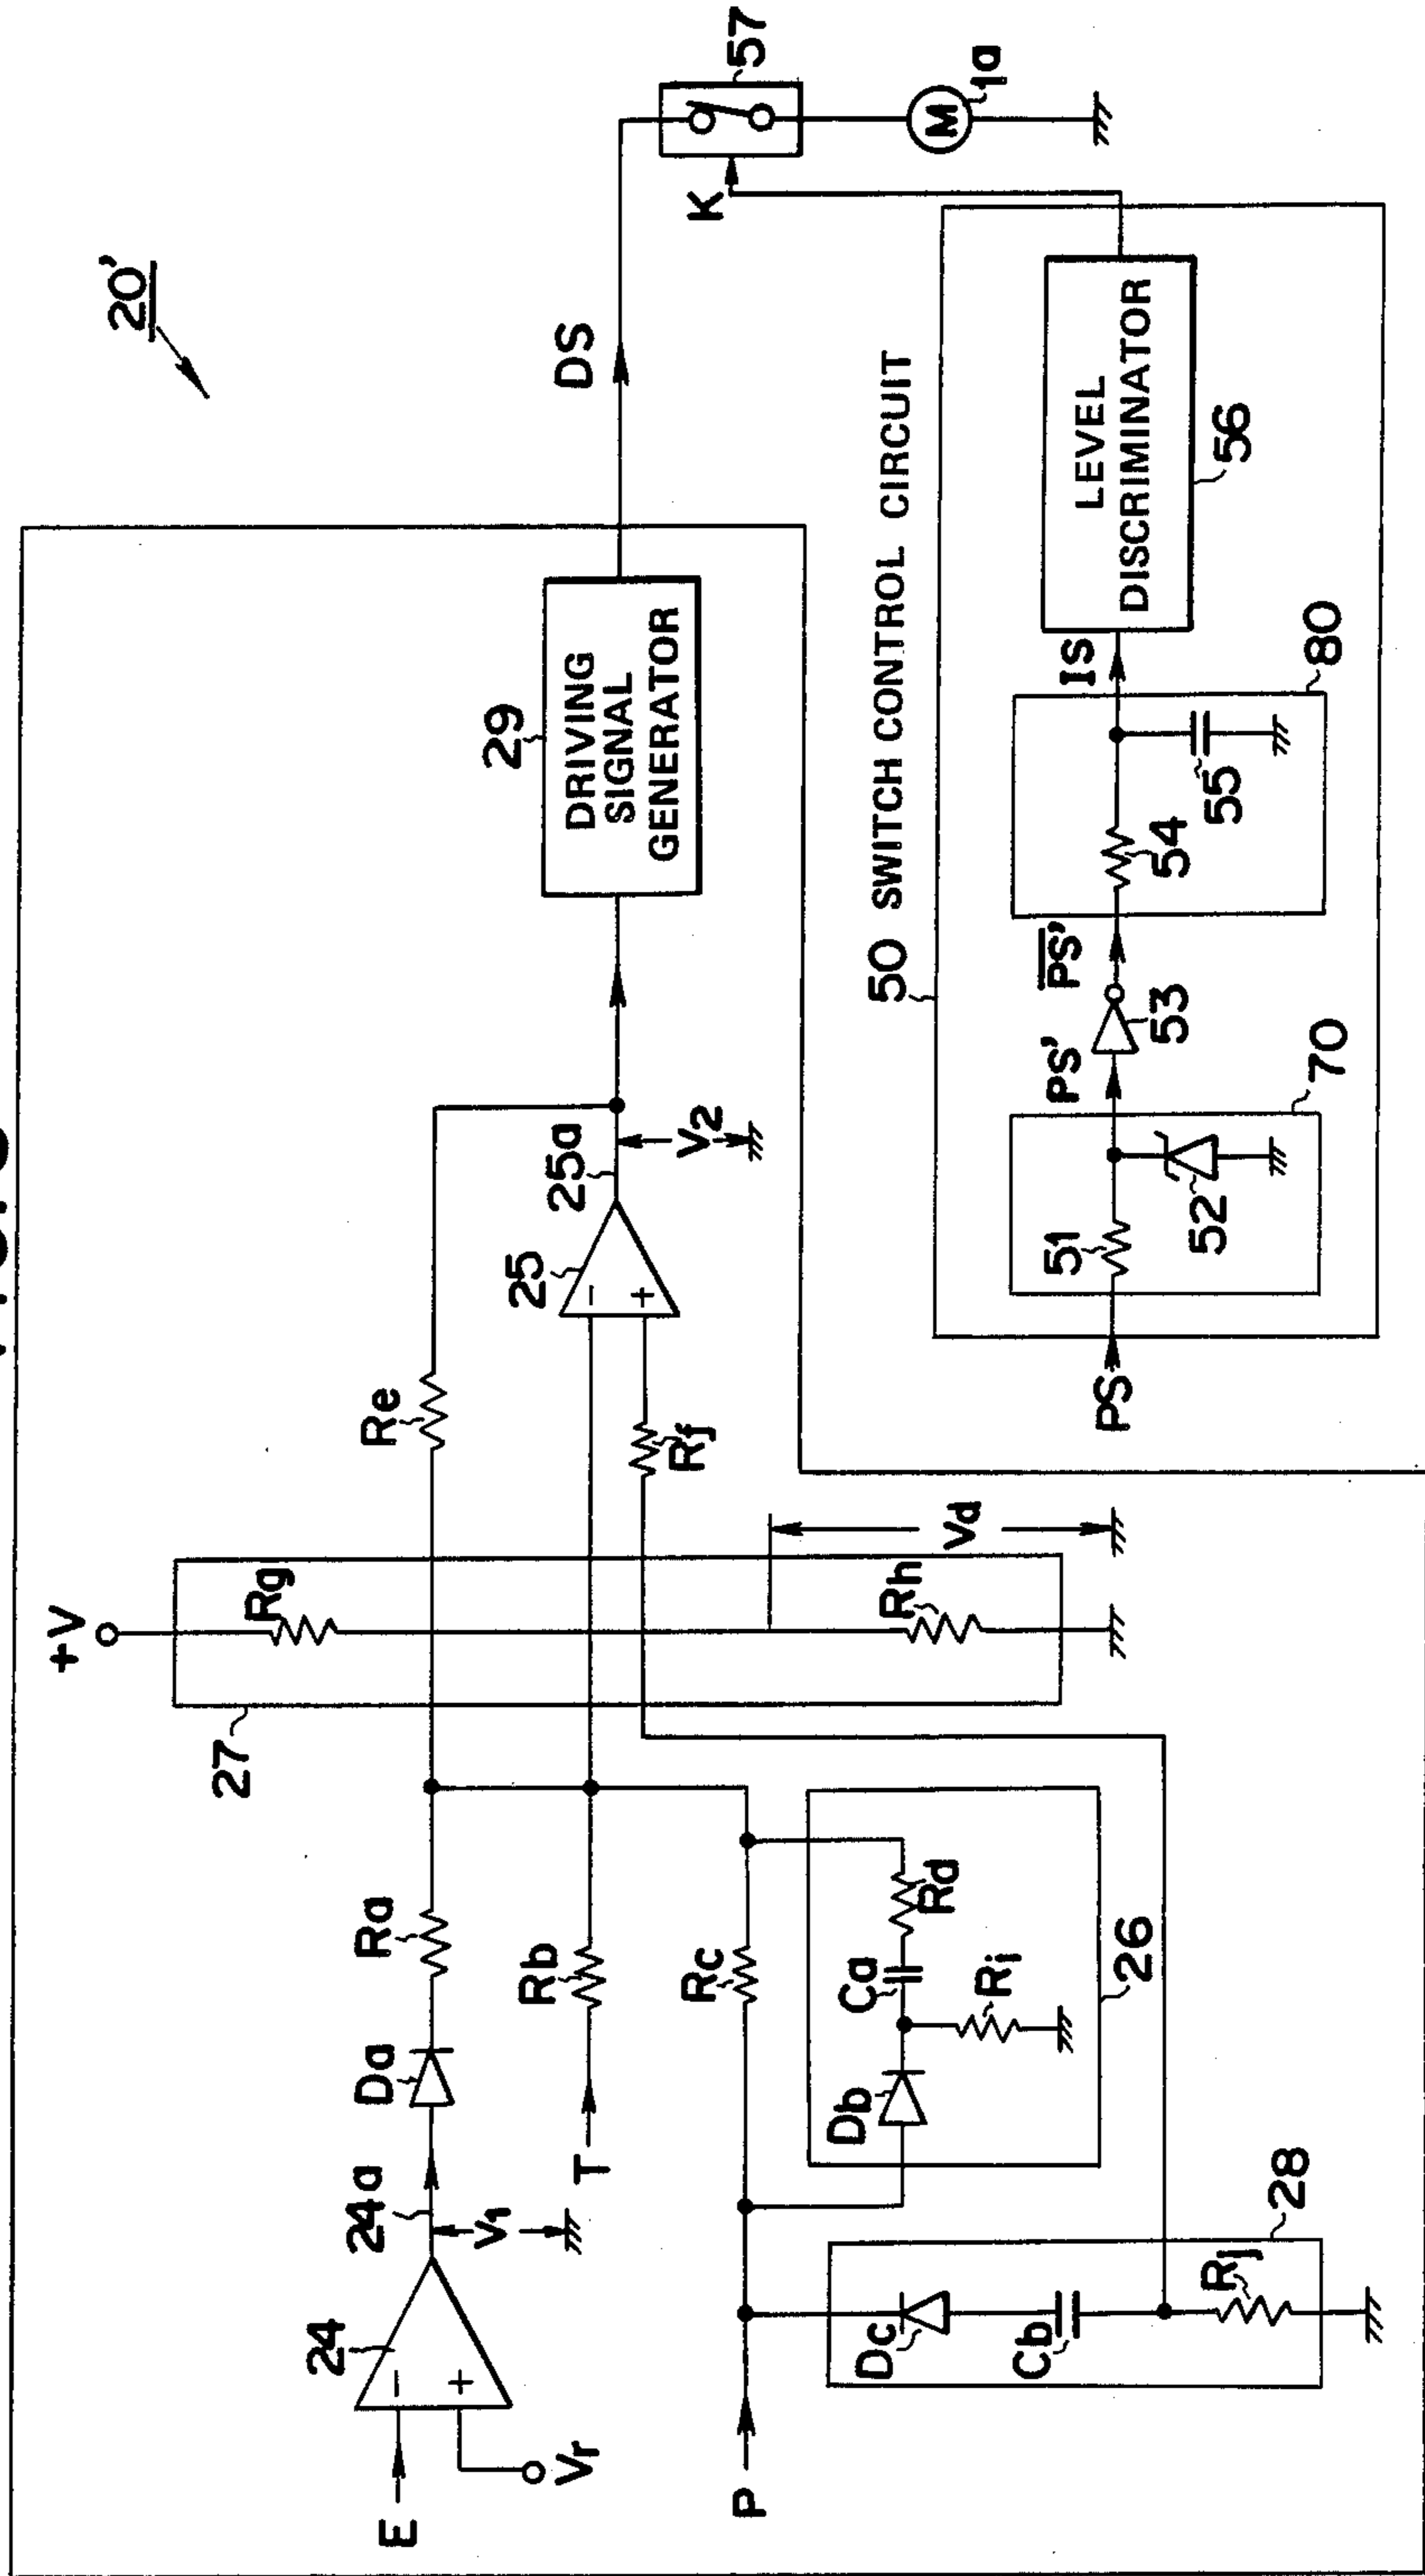 20'
57
K
1a
M
DS
29
DRIVING
SIGNAL
GENERATOR
50 SWITCH CONTROL CIRCUIT
LEVEL
DISCRIMINATOR
56
IS
80
54
55
PS'
53
PS'
70
51
52
PS
25a
V2
25
-
+
Re
Rf
+V
Rg
Rh
Vd
27
Ra
Da
24a
V1
24
-
+
E
Vr
Rb
T
Rc
P
Rd
Ca
Ri
Db
26
Dc
Cb
Rj
28